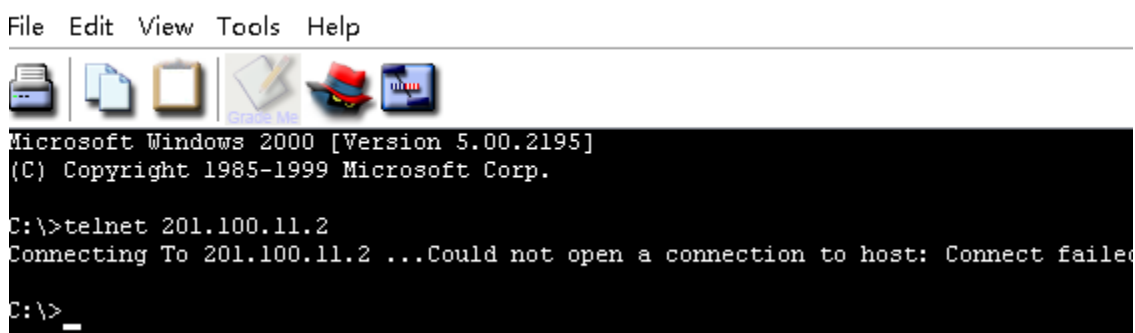 File Edit View Tools Help
Grade Me
Microsoft Windows 2000 [Version 5.00.2195]
(C) Copyright 1985-1999 Microsoft Corp.
C:\>telnet 201.100.11.2
Connecting To 201.100.11.2 ...Could not open a connection to host: Connect failed
C:\>